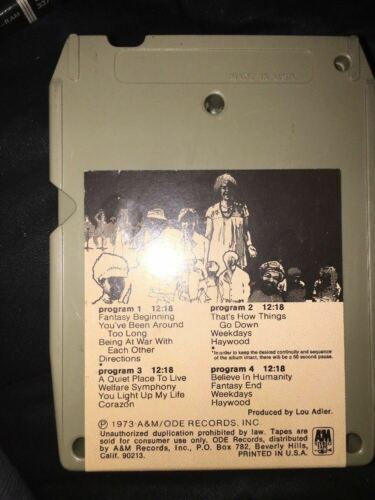 MADE IN U.S.A.
program 1 12:18
Fantasy Beginning
You've Been Around
Too Long
Being At War With
Each Other
Directions
*
program 2 12:18
That's How Things
Go Down
Weekdays
Haywood
*
*In order to keep the desired continuity and sequence
of the album intact, there will be a 56 second pause.
program 3 12:18
A Quiet Place To Live
Welfare Symphony
You Light Up My Life
Corazón
program 4 12:18
Believe In Humanity
Fantasy End
Weekdays
Haywood
Produced by Lou Adler.
Ⓟ 1973 A&M/ODE RECORDS, INC.
Unauthorized duplication prohibited by law. Tapes are
sold for consumer use only. ODE Records, distributed
by A&M Records, Inc., P.O. Box 782, Beverly Hills,
Calif. 90213. PRINTED IN U.S.A.
A&M